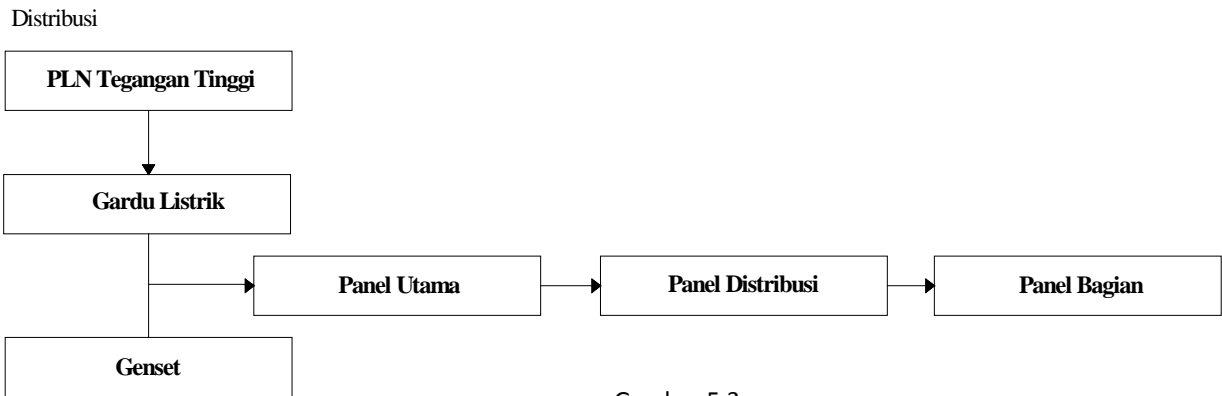 Distribusi
PLN Tegangan Tinggi
Gardu Listrik
Panel Utama
Panel Distribusi
Panel Bagian
Genset